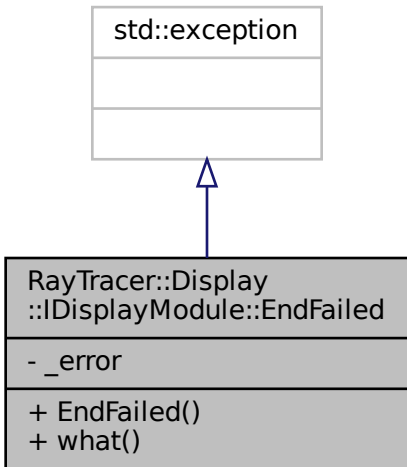 std::exception
RayTracer::Display
::IDisplayModule::EndFailed
- _error
+ EndFailed()
+ what()